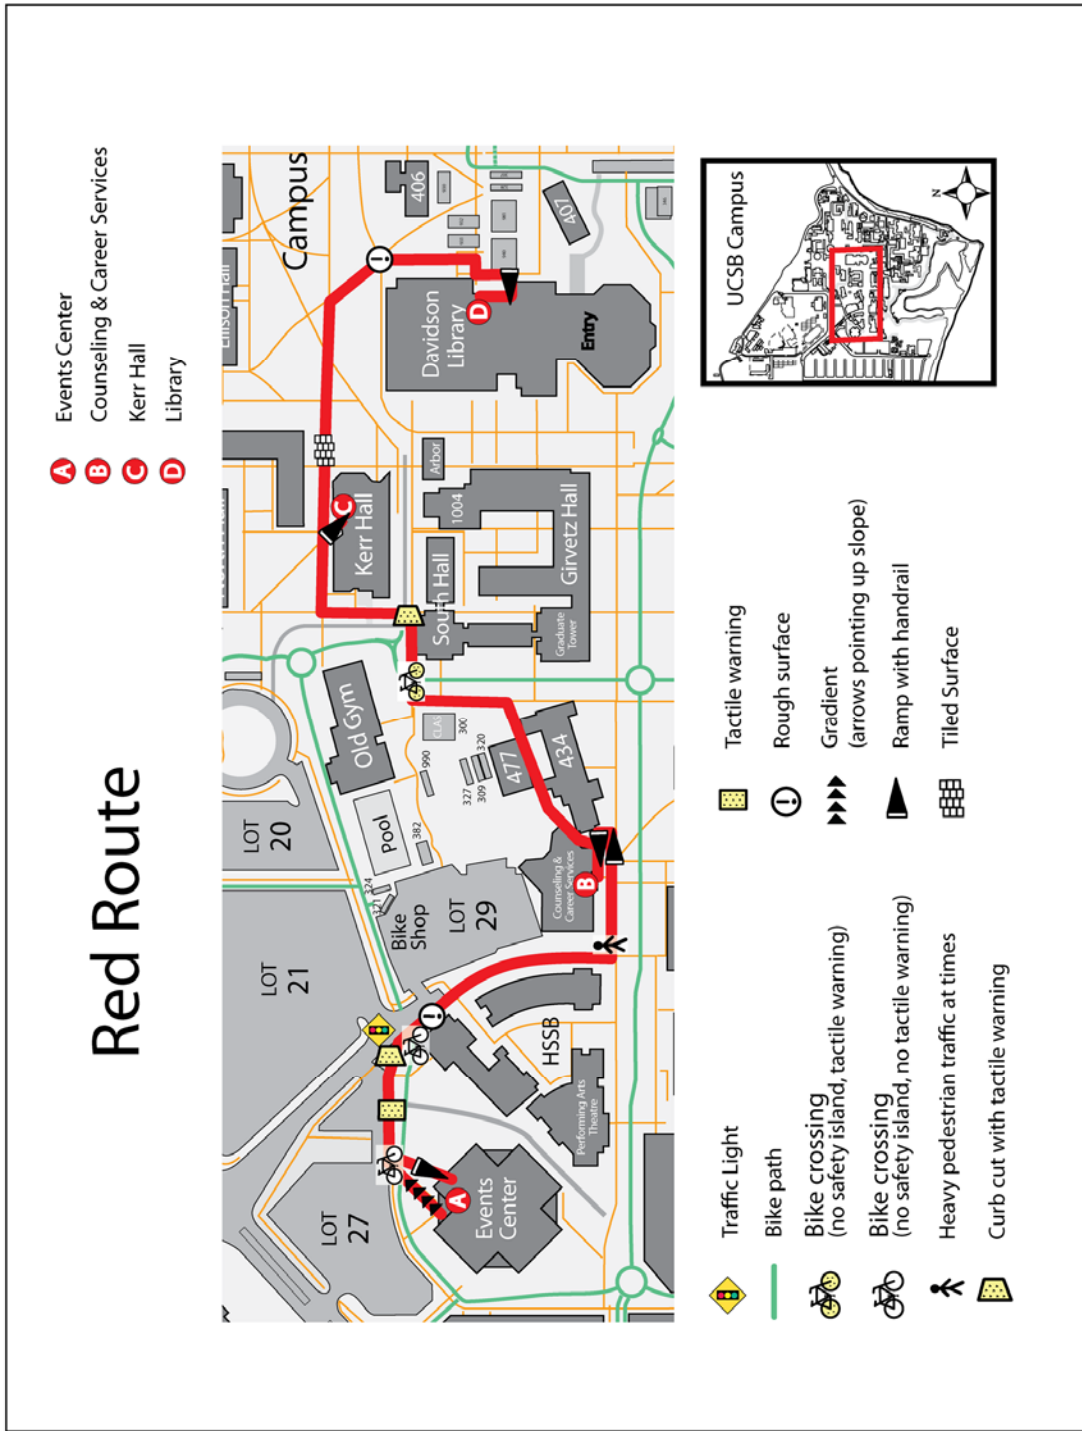 Red Route
A Events Center
B Counseling & Career Services
C Kerr Hall
D Library
LOT
27
LOT
21
LOT
20
Ellison Hall
Campus
Events
Center
A
Performing Arts
Theatre
HSSB
Bike
Shop
LOT
29
321
324
Pool
382
Old Gym
990
327
309
320
300
CLAS
477
434
Counseling &
Career Services
B
South Hall
Graduate
Tower
Girvetz Hall
1004
Arbor
Kerr Hall
C
Davidson
Library
D
Entry
406
407
Traffic Light
Bike path
Bike crossing
(no safety island, tactile warning)
Bike crossing
(no safety island, no tactile warning)
Heavy pedestrian traffic at times
Curb cut with tactile warning
Tactile warning
Rough surface
Gradient
(arrows pointing up slope)
Ramp with handrail
Tiled Surface
UCSB Campus
N